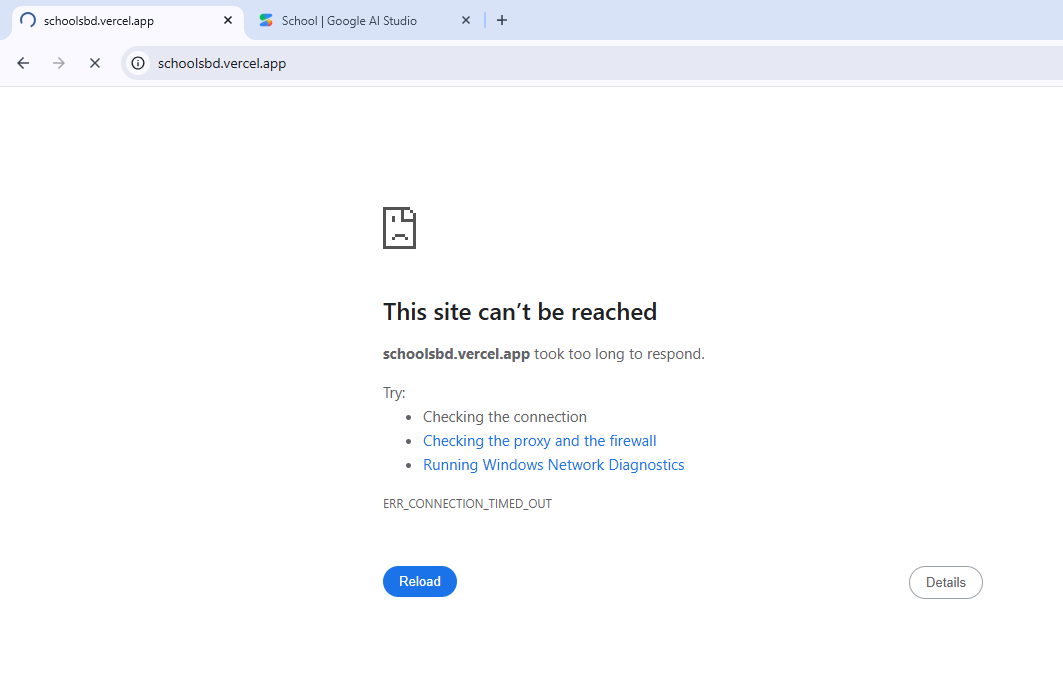 schoolsbd.vercel.app
School | Google AI Studio
schoolsbd.vercel.app
This site can’t be reached
schoolsbd.vercel.app took too long to respond.
Try:
• Checking the connection
• Checking the proxy and the firewall
• Running Windows Network Diagnostics
ERR_CONNECTION_TIMED_OUT
Reload
Details